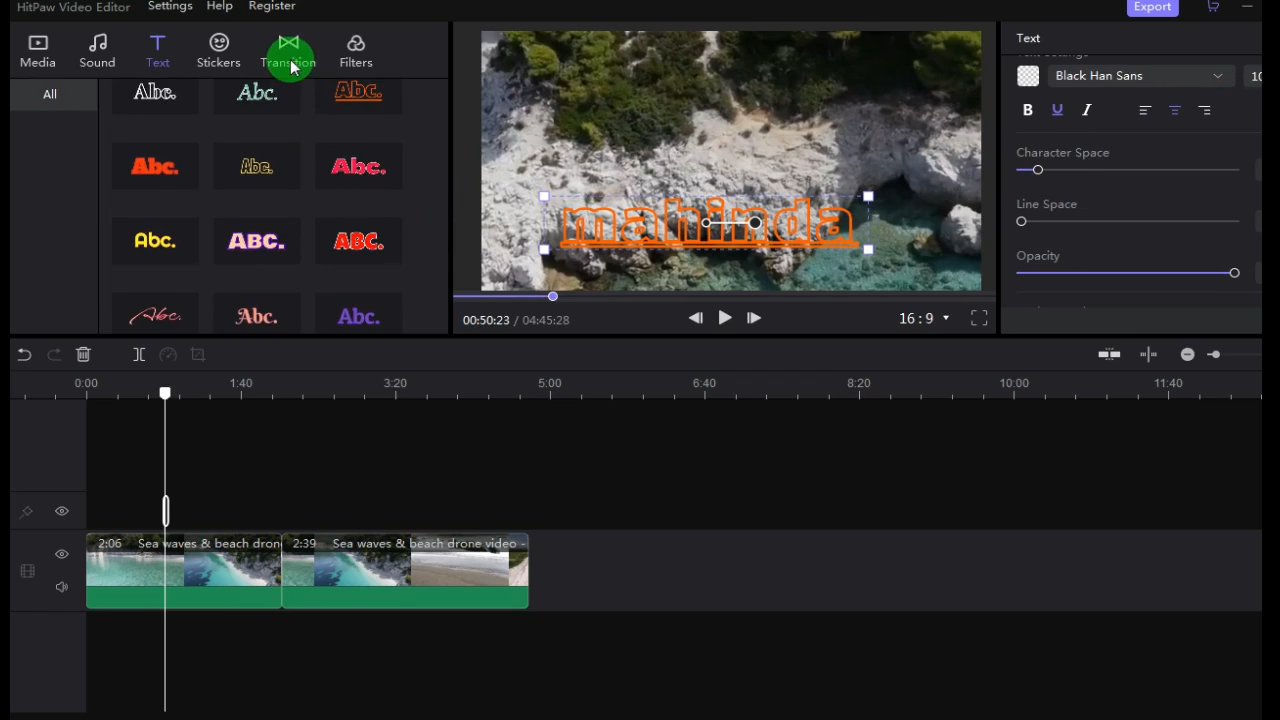 HitPaw Video Editor Settings Help Register Export
Media Sound Text Stickers Transition Filters
All
Abc. Abc. Abc.
Abc. Abc. Abc.
Abc. ABC. ABC.
Abc. Abc. Abc.
mahinda
00:50:23 / 04:45:28 16:9
Text
Black Han Sans
B U I
Character Space
Line Space
Opacity
0:00 1:40 3:20 5:00 6:40 8:20 10:00 11:40
2:06 Sea waves & beach dron 2:39 Sea waves & beach drone video -